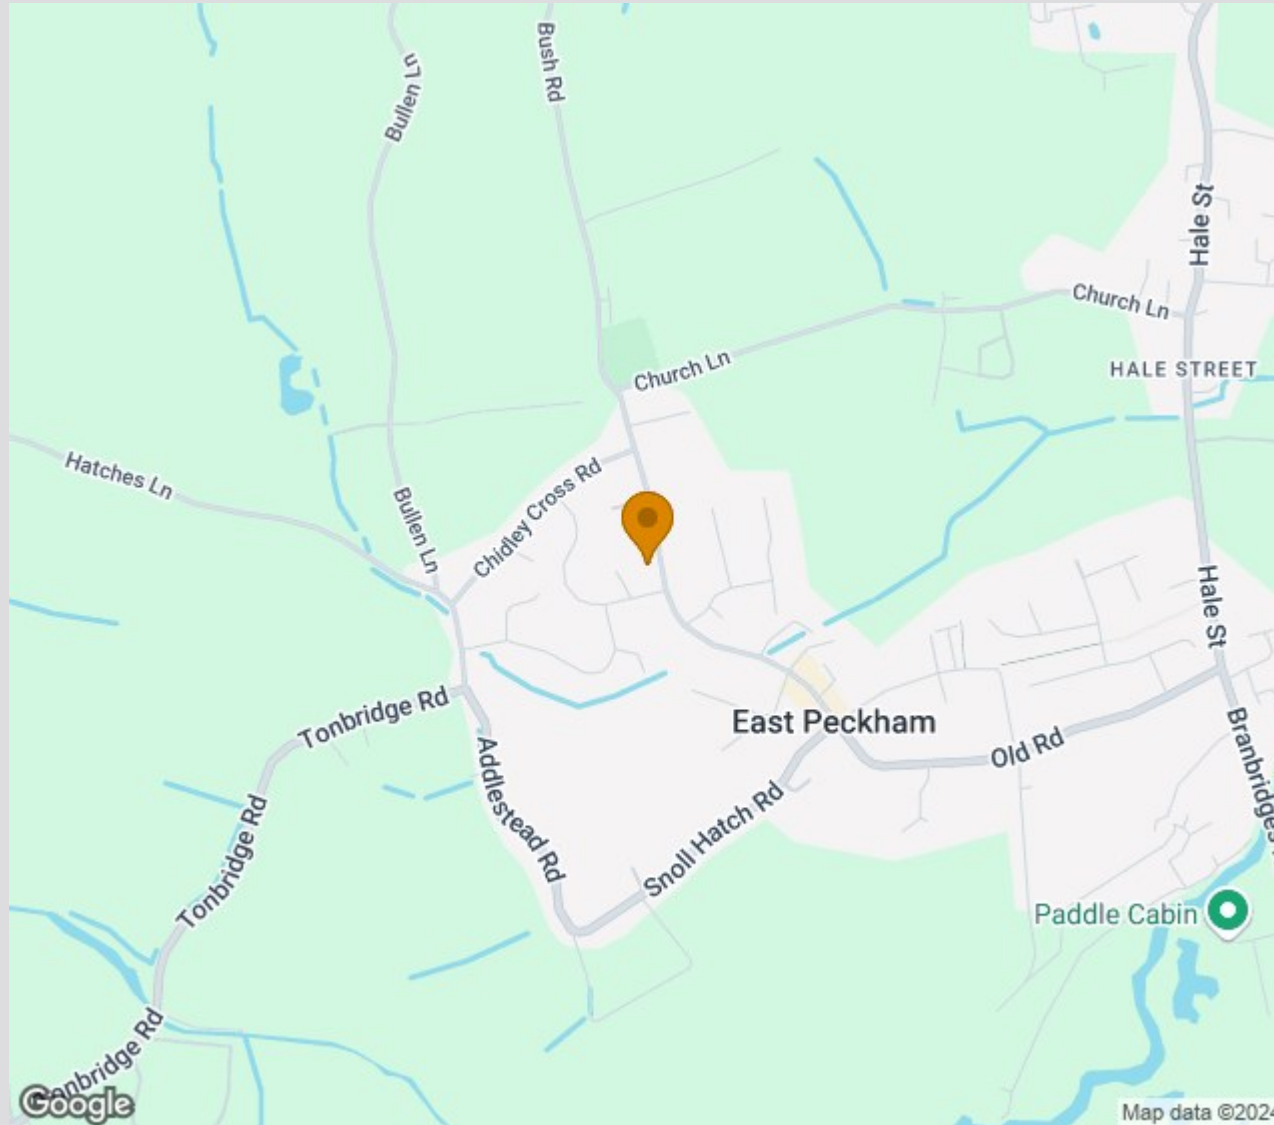 Bullen Ln
Bush Rd
Hale St
Church Ln
Church Ln
HALE STREET
Hatches Ln
Bullen Ln
Chidley Cross Rd
Hale St
Tonbridge Rd
East Peckham
Old Rd
Branbridges
Addlestead Rd
Snoll Hatch Rd
Tonbridge Rd
Paddle Cabin
Tonbridge Rd
Google
Map data ©2024